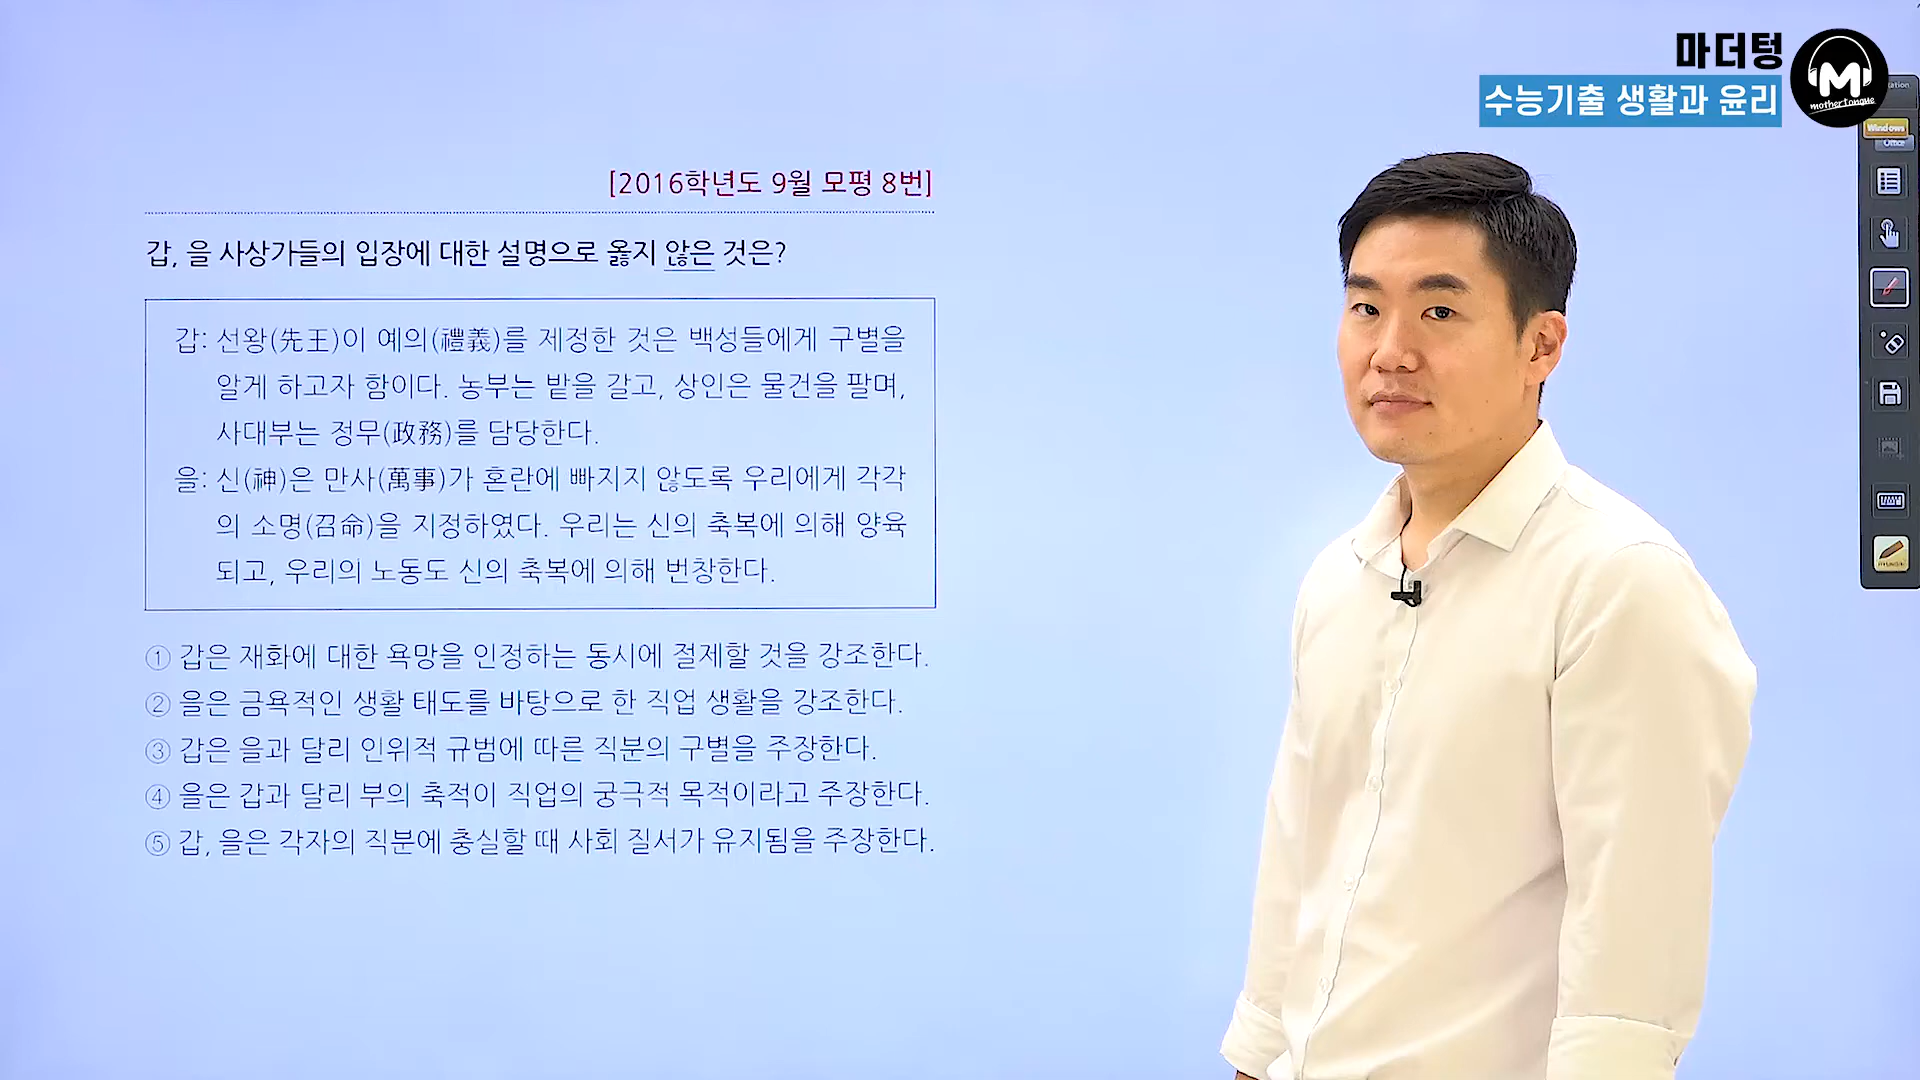 마더텅
수능기출 생활과 윤리
M
mothertongue
Windows
Office
[2016학년도 9월 모평 8번]
갑, 을 사상가들의 입장에 대한 설명으로 옳지 않은 것은?
갑: 선왕(先王)이 예의(禮義)를 제정한 것은 백성들에게 구별을
알게 하고자 함이다. 농부는 밭을 갈고, 상인은 물건을 팔며,
사대부는 정무(政務)를 담당한다.
을: 신(神)은 만사(萬事)가 혼란에 빠지지 않도록 우리에게 각각
의 소명(召命)을 지정하였다. 우리는 신의 축복에 의해 양육
되고, 우리의 노동도 신의 축복에 의해 번창한다.
① 갑은 재화에 대한 욕망을 인정하는 동시에 절제할 것을 강조한다.
② 을은 금욕적인 생활 태도를 바탕으로 한 직업 생활을 강조한다.
③ 갑은 을과 달리 인위적 규범에 따른 직분의 구별을 주장한다.
④ 을은 갑과 달리 부의 축적이 직업의 궁극적 목적이라고 주장한다.
⑤ 갑, 을은 각자의 직분에 충실할 때 사회 질서가 유지됨을 주장한다.